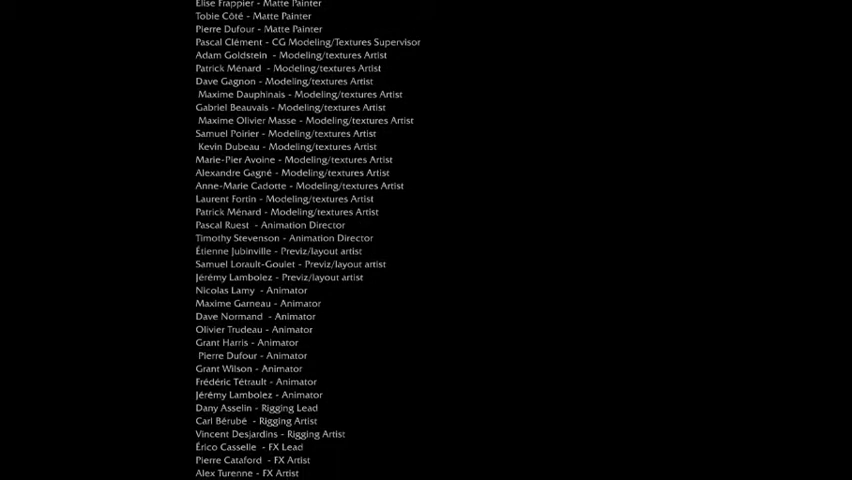 Elise Frappier - Matte Painter
Tobie Côté - Matte Painter
Pierre Dufour - Matte Painter
Pascal Clément - CG Modeling/Textures Supervisor
Adam Goldstein  - Modeling/textures Artist
Patrick Ménard  - Modeling/textures Artist
Dave Gagnon - Modeling/textures Artist
Maxime Dauphinais - Modeling/textures Artist
Gabriel Beauvais - Modeling/textures Artist
Maxime Olivier Masse - Modeling/textures Artist
Samuel Poirier - Modeling/textures Artist
Kevin Dubeau - Modeling/textures Artist
Marie-Pier Avoine - Modeling/textures Artist
Alexandre Gagné - Modeling/textures Artist
Anne-Marie Cadotte - Modeling/textures Artist
Laurent Fortin - Modeling/textures Artist
Patrick Ménard - Modeling/textures Artist
Pascal Ruest  - Animation Director
Timothy Stevenson - Animation Director
Étienne Jubinville - Previz/layout artist
Samuel Lorault-Goulet - Previz/layout artist
Jérémy Lambolez - Previz/layout artist
Nicolas Lamy  - Animator
Maxime Garneau - Animator
Dave Normand  - Animator
Olivier Trudeau - Animator
Grant Harris - Animator
Pierre Dufour - Animator
Grant Wilson - Animator
Frédéric Tétrault - Animator
Jérémy Lambolez - Animator
Dany Asselin - Rigging Lead
Carl Bérubé  - Rigging Artist
Vincent Desjardins - Rigging Artist
Érico Casselle  - FX Lead
Pierre Cataford  - FX Artist
Alex Turenne - FX Artist